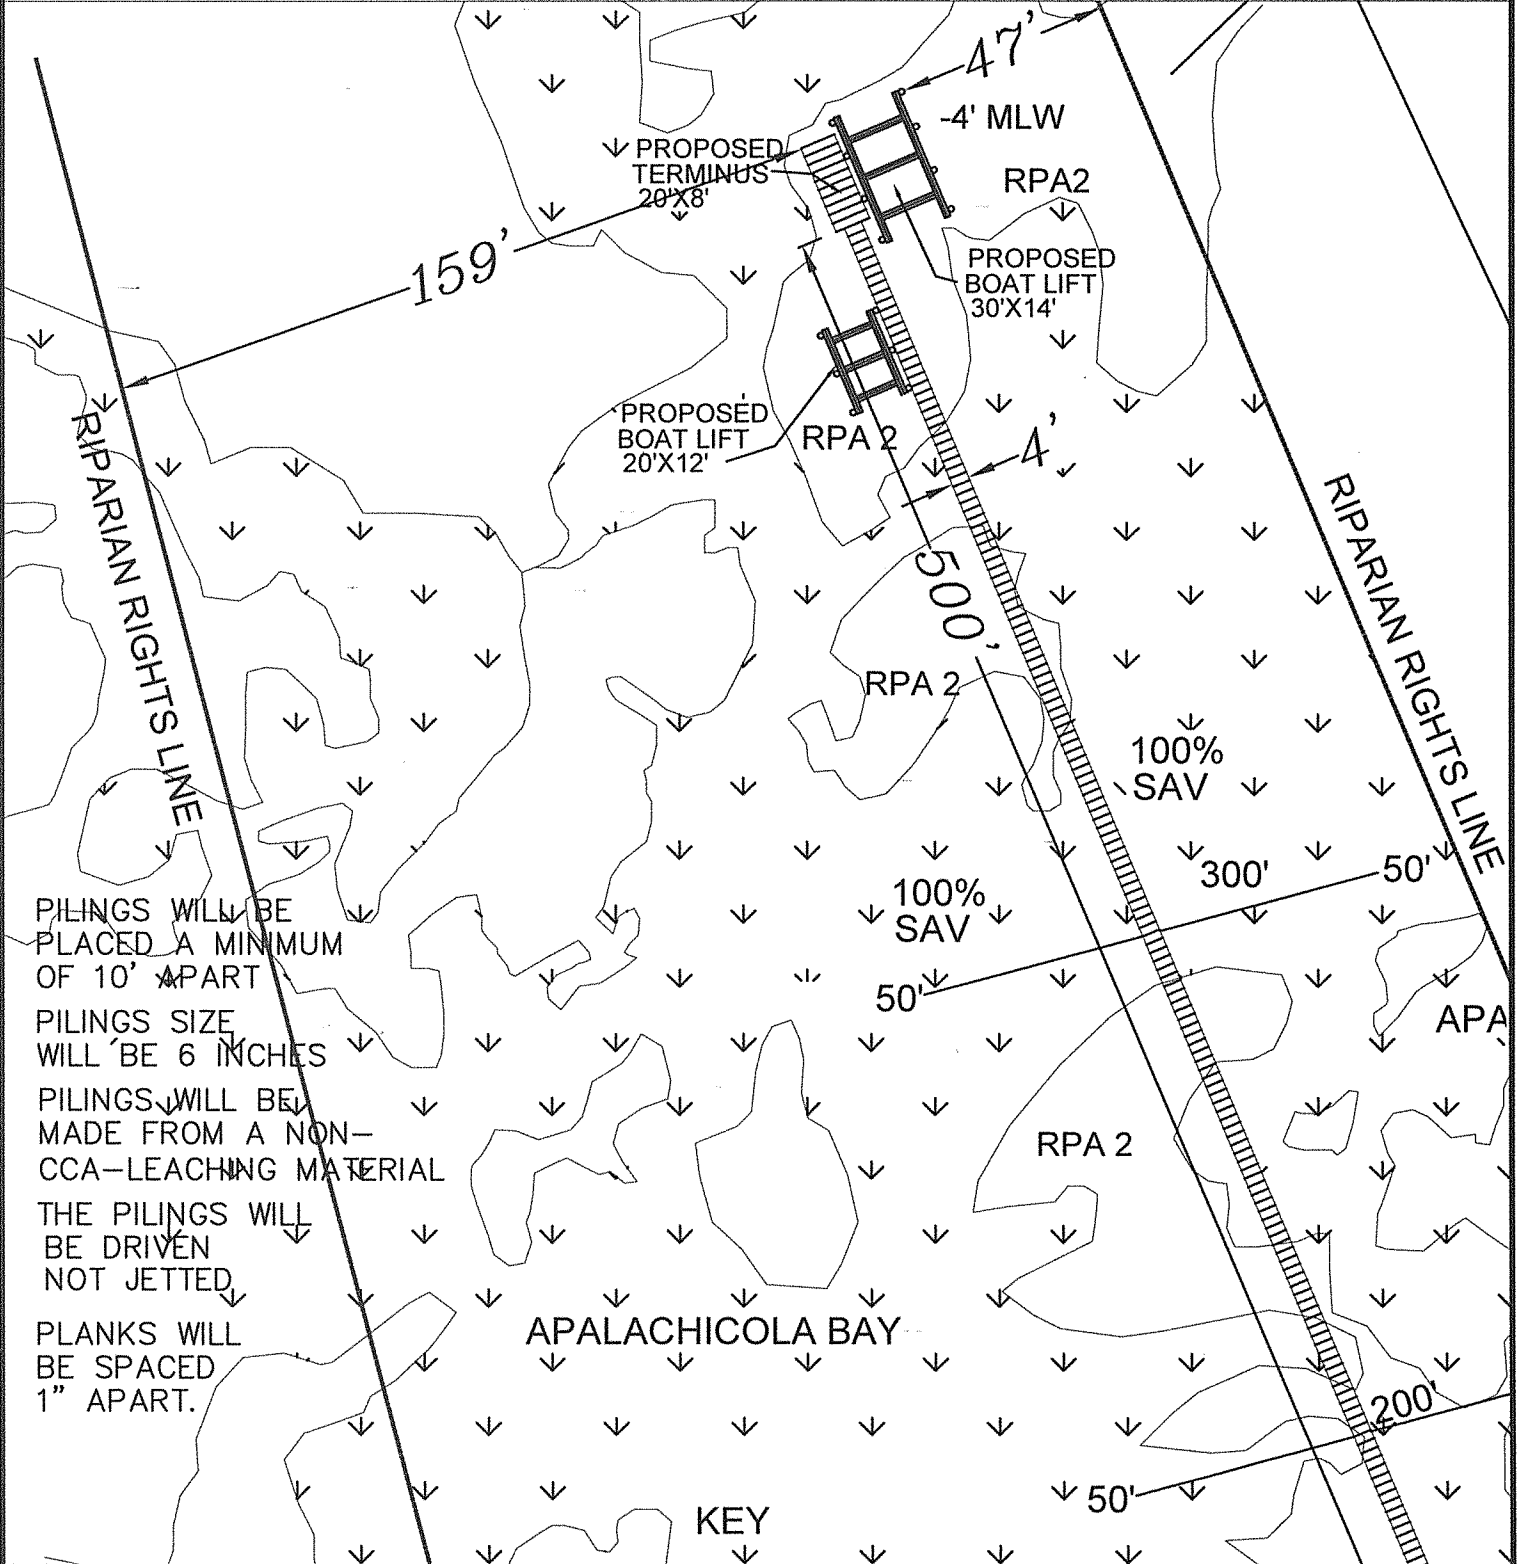 47'
-4' MLW
PROPOSED
TERMINUS
20'X8'
RPA2
159'
PROPOSED
BOAT LIFT
30'X14'
PROPOSED
BOAT LIFT
20'X12'
RPA 2
4'
RIPARIAN RIGHTS LINE
RIPARIAN RIGHTS LINE
500'
RPA 2
100%
SAV
300'
50'
100%
SAV
50'
PILINGS WILL BE
PLACED A MINIMUM
OF 10' APART
PILINGS SIZE
WILL BE 6 INCHES
PILINGS WILL BE
MADE FROM A NON-
CCA-LEACHING MATERIAL
THE PILINGS WILL
BE DRIVEN
NOT JETTED
PLANKS WILL
BE SPACED
1" APART.
APA
RPA 2
APALACHICOLA BAY
200'
50'
KEY